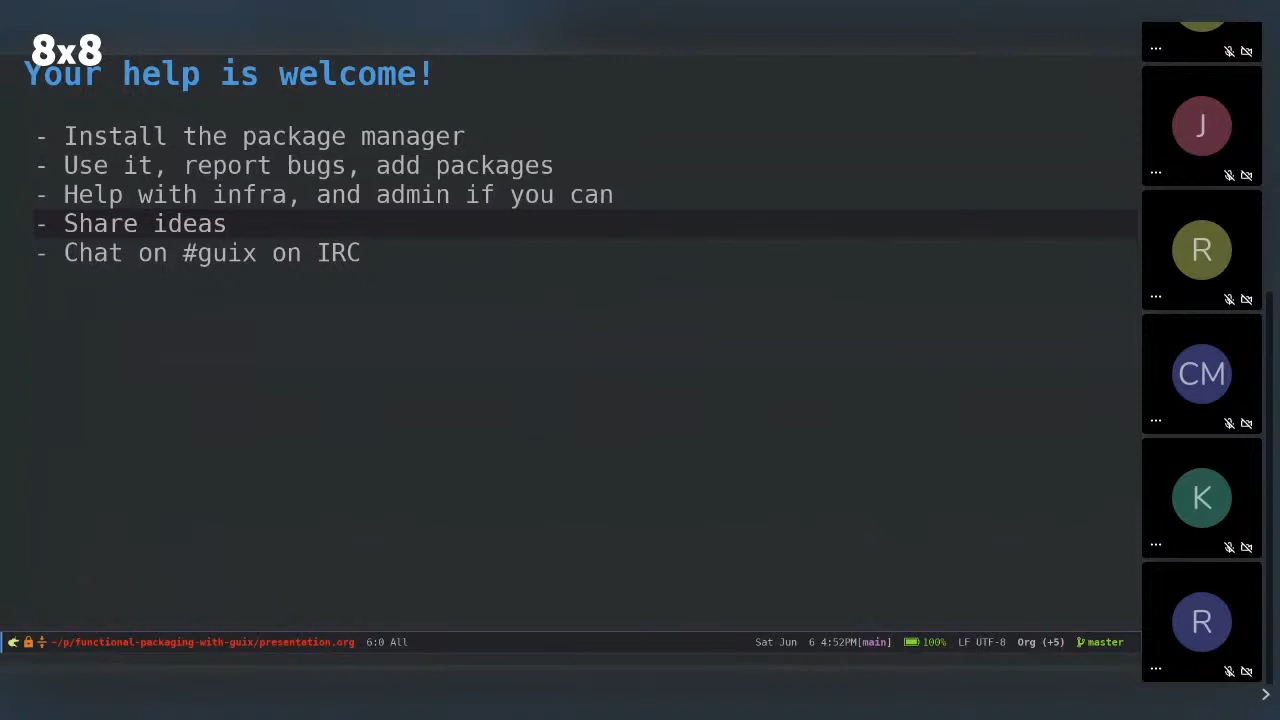 8x8
Your help is welcome!
- Install the package manager
- Use it, report bugs, add packages
- Help with infra, and admin if you can
- Share ideas
- Chat on #guix on IRC
J
R
CM
K
R
~/p/functional-packaging-with-guix/presentation.org 6:0 All Sat Jun 6 4:52PM[main] 100% LF UTF-8 Org (+5) master